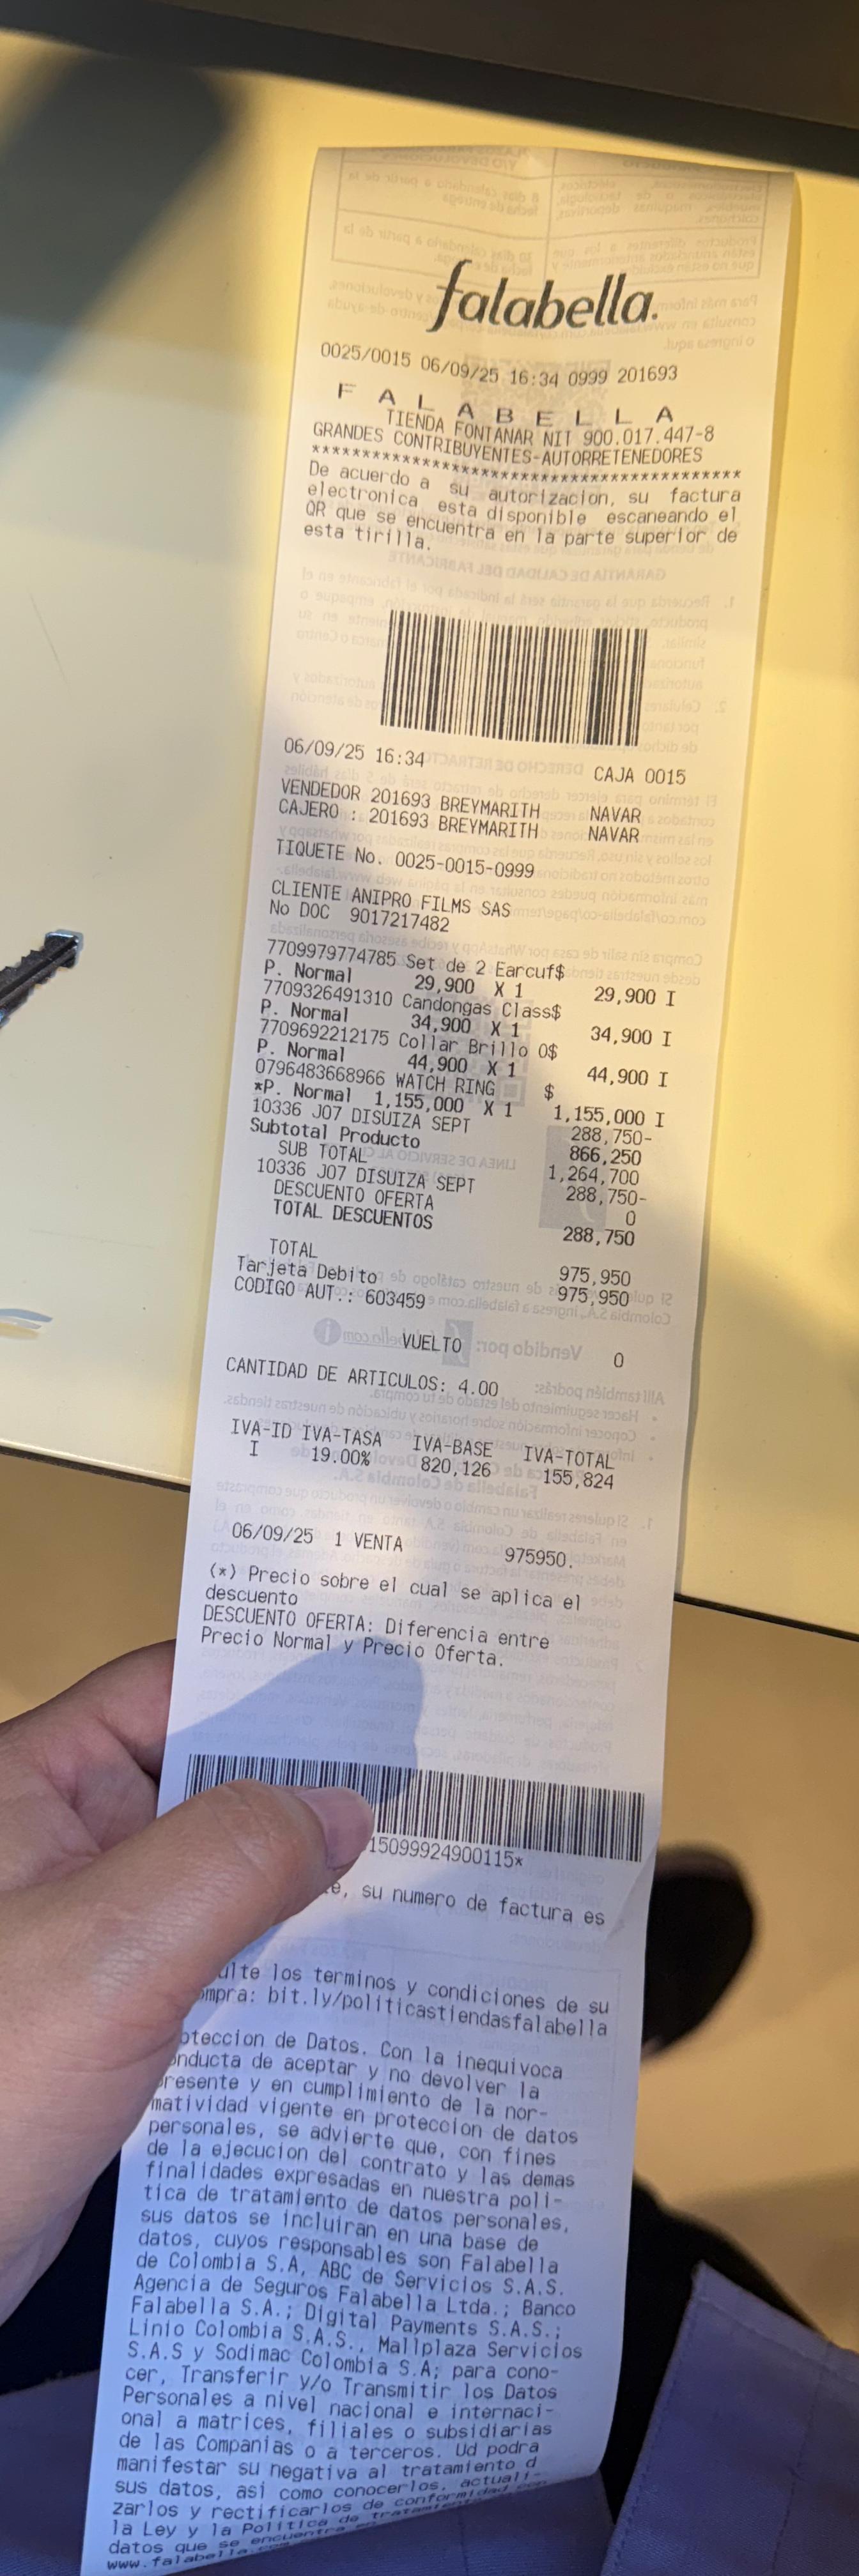 falabella.
0025/0015 06/09/25 16:34 0999 201693
F A L A B E L L A
TIENDA FONTANAR NIT 900.017.447-8
GRANDES CONTRIBUYENTES-AUTORRETENEDORES
******************************************
De acuerdo a su autorizacion, su factura
electronica esta disponible escaneando el
QR que se encuentra en la parte superior de
esta tirilla.
06/09/25 16:34 CAJA 0015
VENDEDOR 201693 BREYMARITH NAVAR
CAJERO : 201693 BREYMARITH NAVAR
TIQUETE No. 0025-0015-0999
CLIENTE ANIPRO FILMS SAS
No DOC 9017217482
7709979774785 Set de 2 Earcuf$
P. Normal 29,900 X 1 29,900 I
7709326491310 Candongas Class$
P. Normal 34,900 X 1 34,900 I
7709692212175 Collar Brillo O$
P. Normal 44,900 X 1 44,900 I
0796483668966 WATCH RING $
*P. Normal 1,155,000 X 1 1,155,000 I
10336 J07 DISUIZA SEPT 288,750-
Subtotal Producto 866,250
SUB TOTAL 1,264,700
10336 J07 DISUIZA SEPT 288,750-
DESCUENTO OFERTA 0
TOTAL DESCUENTOS 288,750
TOTAL 975,950
Tarjeta Debito 975,950
CODIGO AUT.: 603459
VUELTO 0
CANTIDAD DE ARTICULOS: 4.00
IVA-ID IVA-TASA IVA-BASE IVA-TOTAL
I 19.00% 820,126 155,824
06/09/25 1 VENTA 975950.
(*) Precio sobre el cual se aplica el
descuento
DESCUENTO OFERTA: Diferencia entre
Precio Normal y Precio Oferta.
15099924900115*
su numero de factura es
los terminos y condiciones de su
bit.ly/politicastiendasfalabella
de Datos. Con la inequivoca
de aceptar y no devolver la
y en cumplimiento de la nor-
matividad vigente en proteccion de datos
personales, se advierte que, con fines
de la ejecucion del contrato y las demas
finalidades expresadas en nuestra poli-
tica de tratamiento de datos personales,
sus datos se incluiran en una base de
datos, cuyos responsables son Falabella
de Colombia S.A, ABC de Servicios S.A.S.
Agencia de Seguros Falabella Ltda.; Banco
Falabella S.A.; Digital Payments S.A.S.;
Linio Colombia S.A.S., Mallplaza Servicios
S.A.S y Sodimac Colombia S.A; para cono-
cer, Transferir y/o Transmitir los Datos
Personales a nivel nacional e internaci-
onal a matrices, filiales o subsidiarias
de las Companias o a terceros. Ud podra
manifestar su negativa al tratamiento d
sus datos, asi como conocerlos, actuali-
zarlos y rectificarlos de conformidad con
la Ley y la Politica de tratamiento
datos que se encuentra